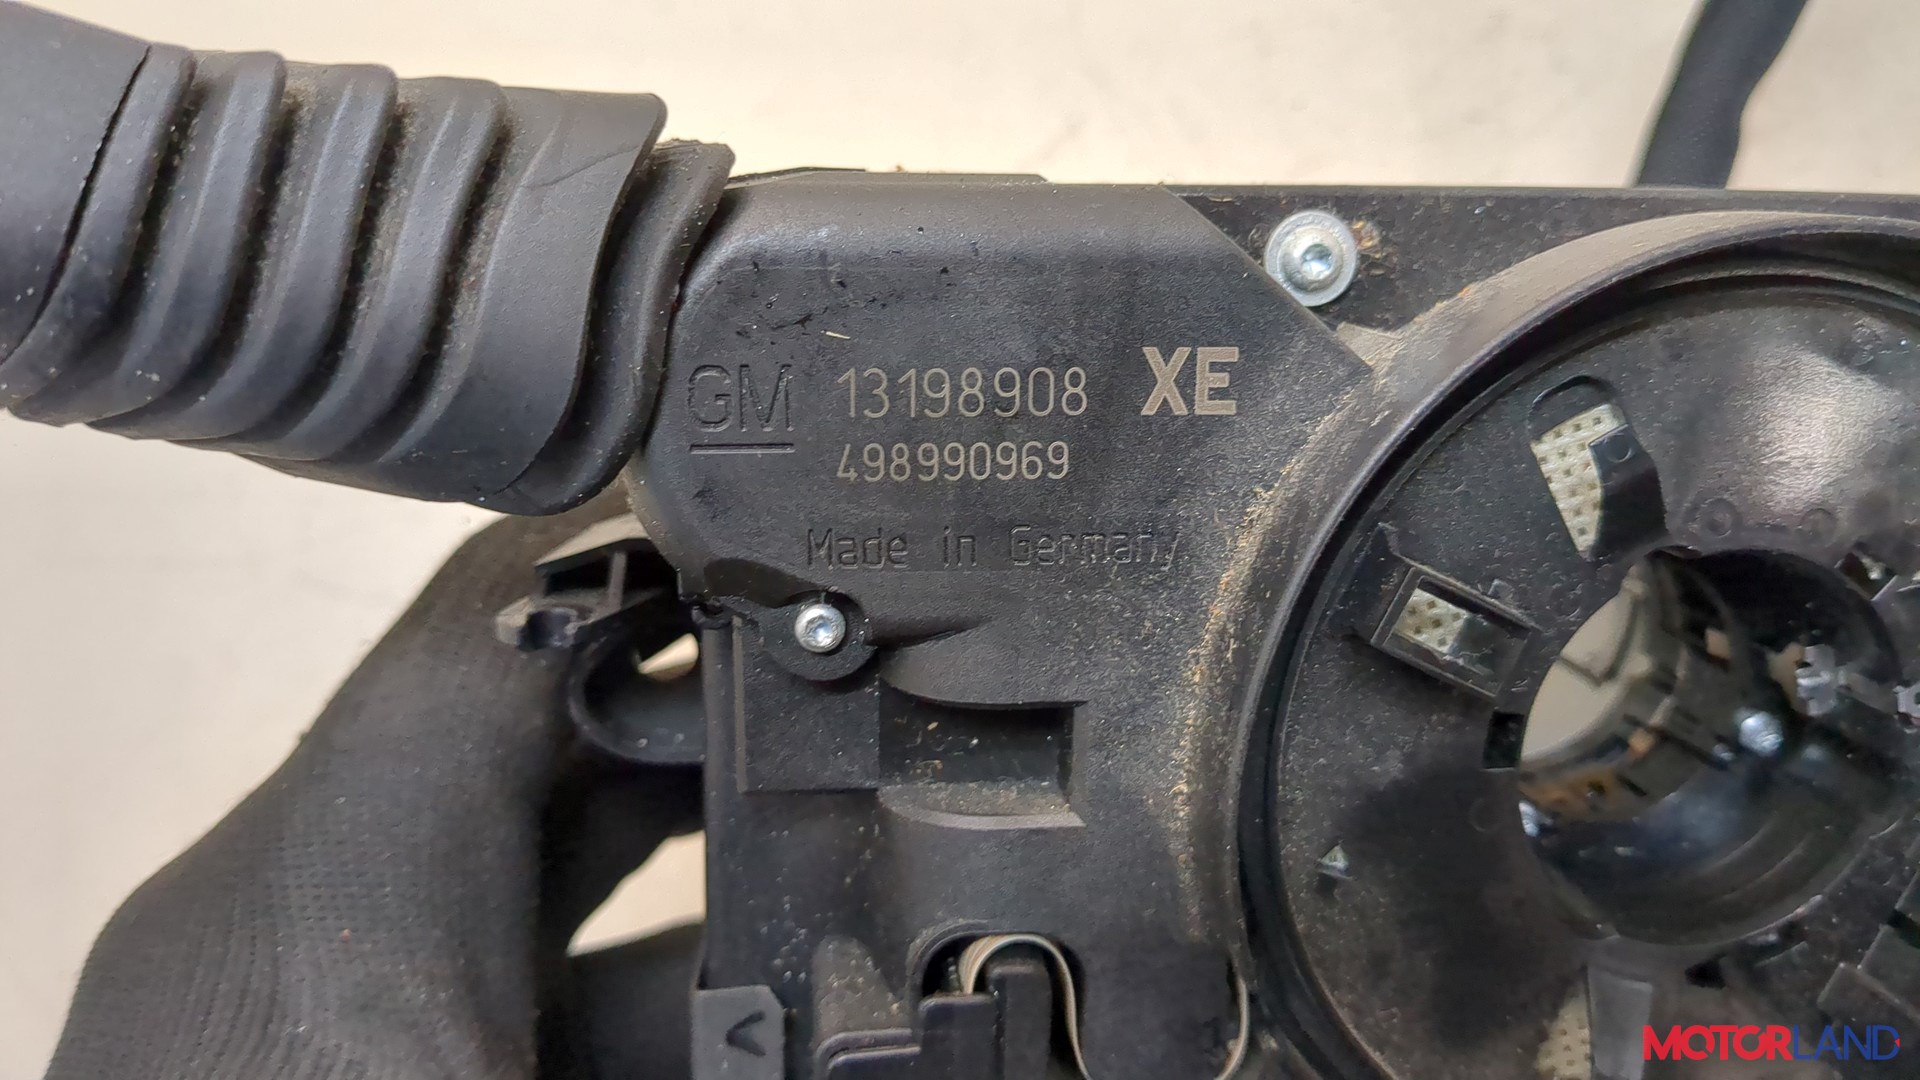 GM 13198908 XE
498990969
Made in Germany
MOTORLAND